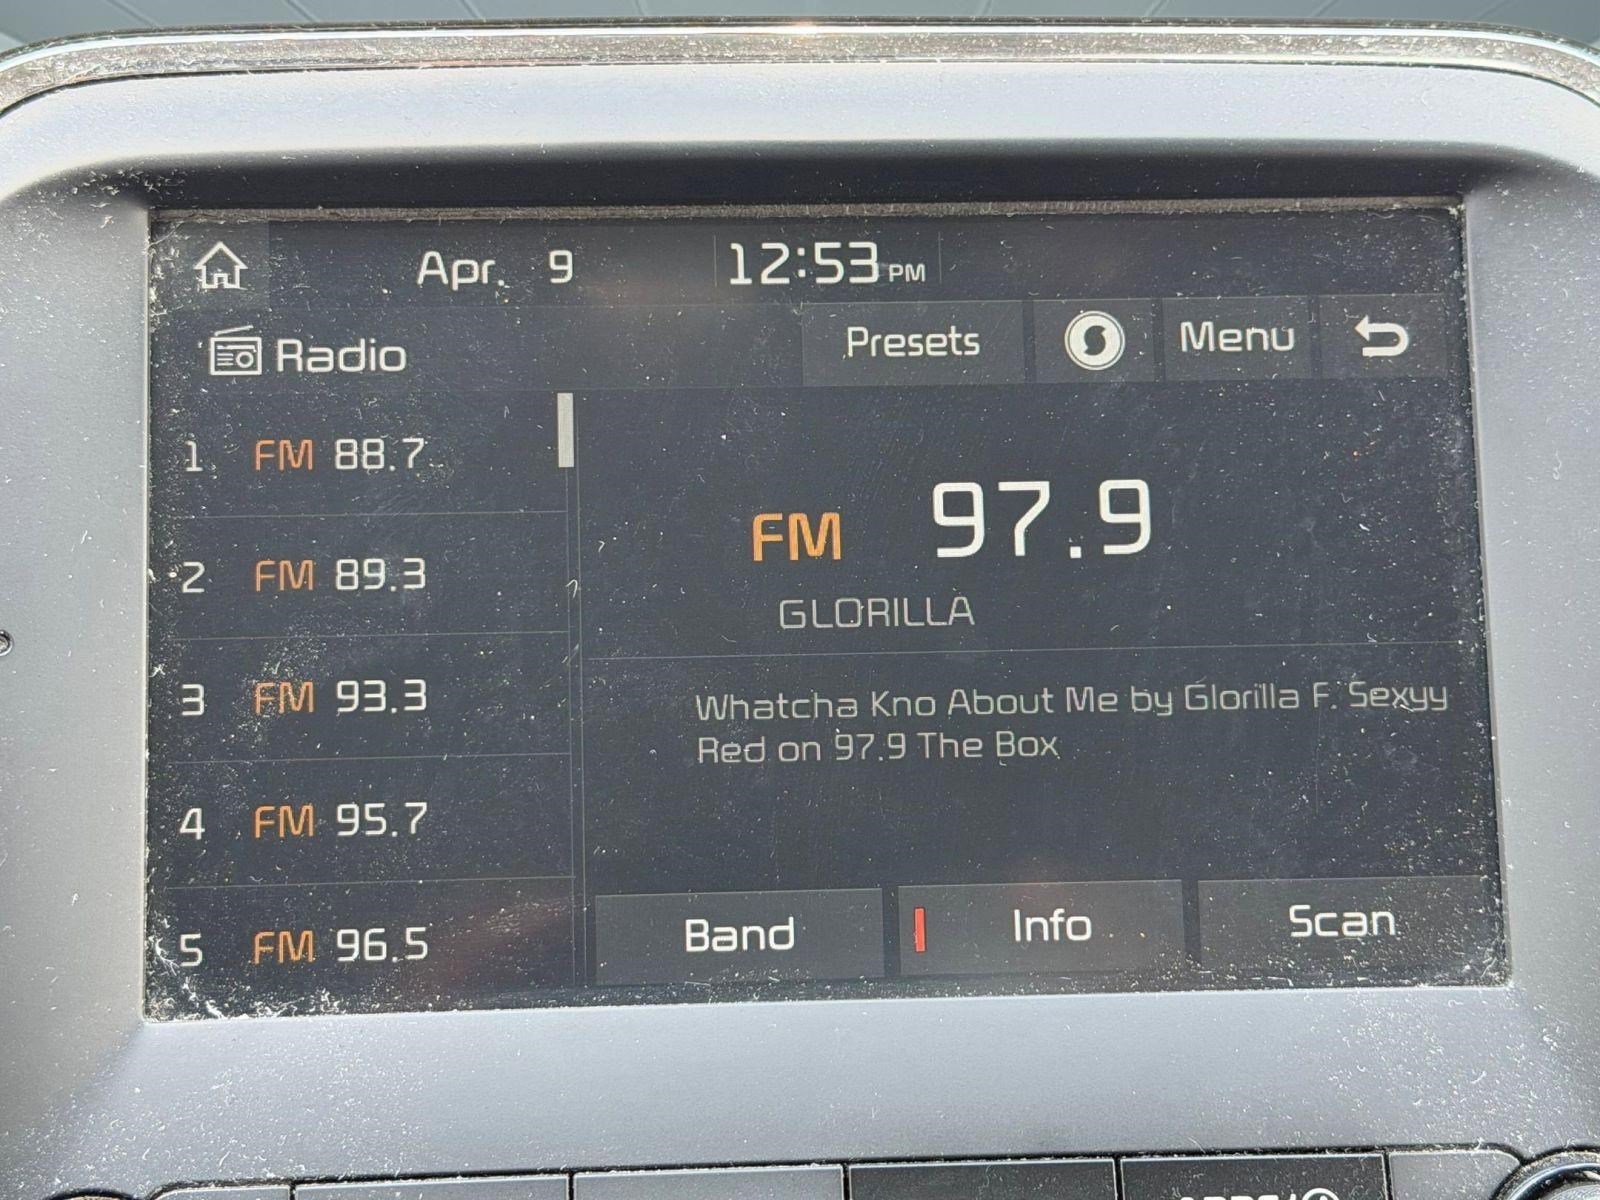 Apr. 9 12:53 PM
Radio Presets Menu
1 FM 88.7
2 FM 89.3
3 FM 93.3
4 FM 95.7
5 FM 96.5
FM 97.9
GLORILLA
Whatcha Kno About Me by Glorilla F. Sexyy
Red on 97.9 The Box
Band Info Scan